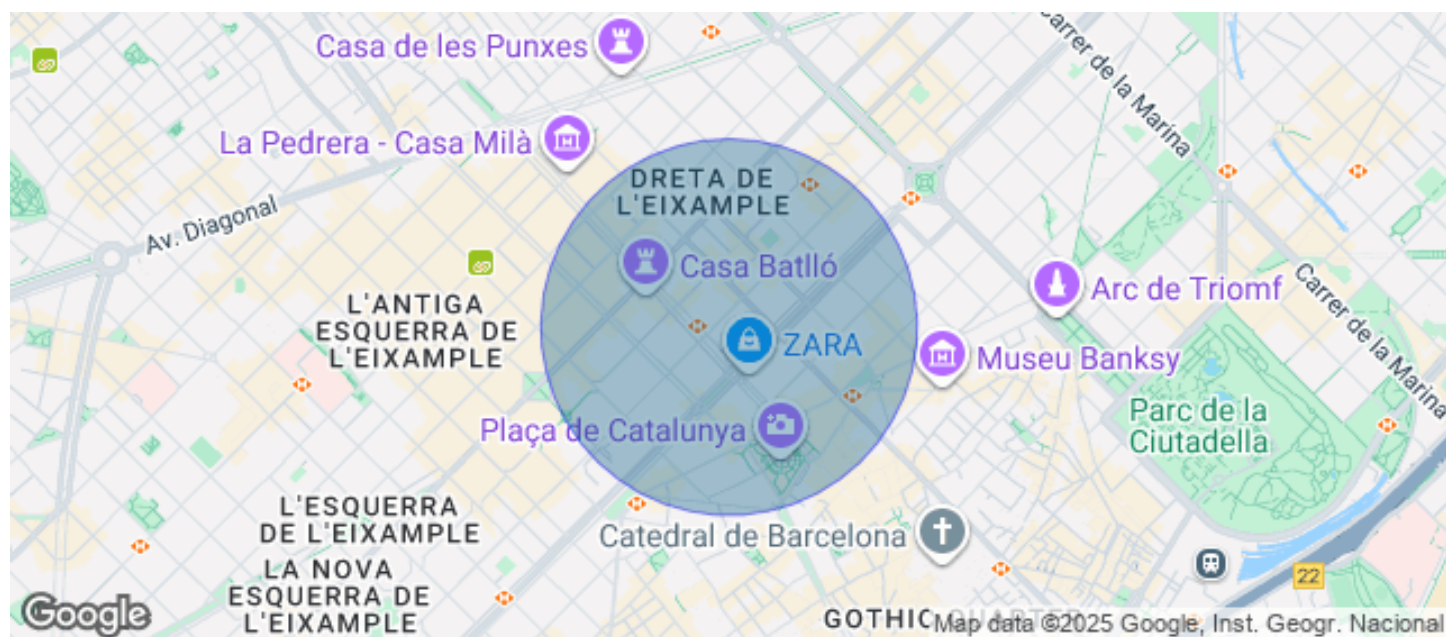 Casa de les Punxes
Carrer de la Marina
La Pedrera - Casa Milà
DRETA DE
L'EIXAMPLE
Av. Diagonal
Casa Batlló
Arc de Triomf
Carrer de la Marina
L'ANTIGA
ESQUERRA DE
L'EIXAMPLE
ZARA
Museu Banksy
Plaça de Catalunya
Parc de la
Ciutadella
L'ESQUERRA
DE L'EIXAMPLE
Catedral de Barcelona
22
LA NOVA
ESQUERRA DE
L'EIXAMPLE
Google
GOTHIC QUARTER
Map data ©2025 Google, Inst. Geogr. Nacional